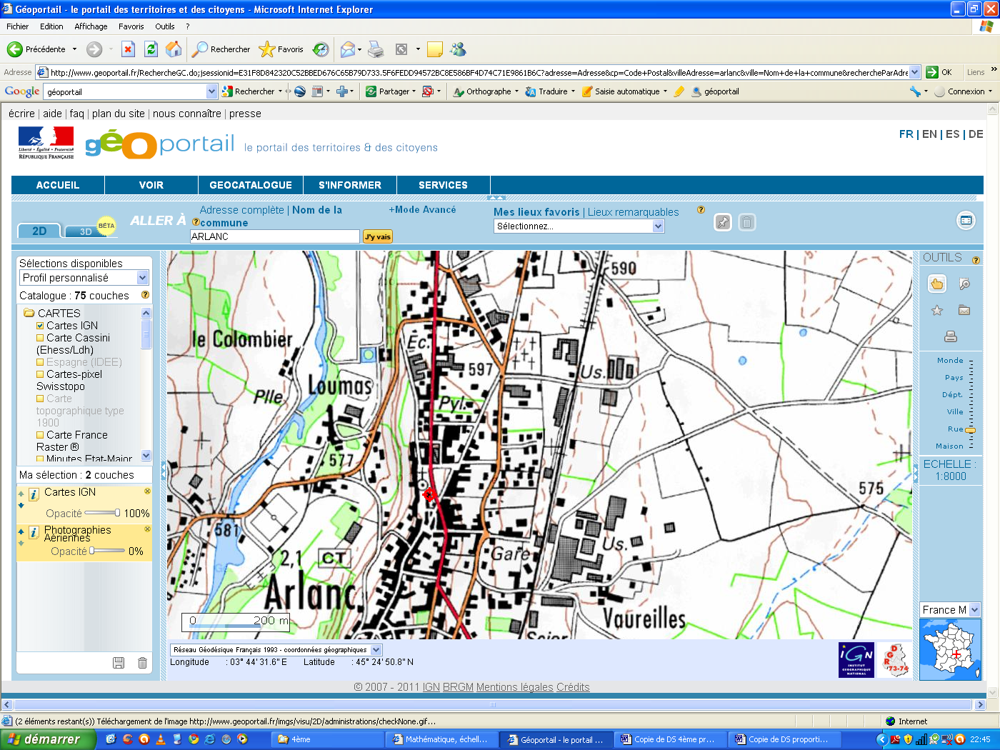 Géoportail - le portail des territoires et des citoyens - Microsoft Internet Explorer
Fichier Edition Affichage Favoris Outils ?
Précédente Rechercher Favoris
Adresse http://www.geoportail.fr/RechercheGC.do;jsessionid=E31F8D842320C52BBED676C65B79D733.5F6FEDD94572BC8E586BF4D74C71E9861B6C?adresse=Adresse&cp=Code+Postal&villeAdresse=arlanc&ville=Nom+de+la+commune&rechercheParAdre OK Liens »
Google géoportail Rechercher Partager Orthographe Traduire Saisie automatique géoportail Connexion
écrire | aide | faq | plan du site | nous connaître | presse
Liberté • Égalité • Fraternité
RÉPUBLIQUE FRANÇAISE
géoportail le portail des territoires & des citoyens
FR | EN | ES | DE
ACCUEIL VOIR GEOCATALOGUE S'INFORMER SERVICES
2D 3D BÊTA
ALLER À
Adresse complète | Nom de la commune
+Mode Avancé
ARLANC J'y vais
Mes lieux favoris | Lieux remarquables
Sélectionnez...
Sélections disponibles
Profil personnalisé
Catalogue : 75 couches
CARTES
Cartes IGN
Carte Cassini
(Ehess/Ldh)
Espagne (IDEE)
Cartes-pixel
Swisstopo
Carte
topographique type
1900
Carte France
Raster ®
Minutes Etat-Major
Ma sélection : 2 couches
Cartes IGN
Opacité 100%
Photographies
Aériennes
Opacité 0%
590
le Colombier
Éc.
597
Us.
Loumas
Plle
Pyl.
577
575
581
Gare
Us.
2,1
CT
Arlanc
Vaureilles
Scier
0 200 m
OUTILS
Monde
Pays
Dépt.
Ville
Rue
Maison
ECHELLE :
1:8000
France M
Réseau Géodésique Français 1993 - coordonnées géographiques
Longitude : 03° 44' 31.6" E Latitude : 45° 24' 50.8" N
IGN
INSTITUT
GEOGRAPHIQUE
NATIONAL
RGD 73-74
© 2007 - 2011 IGN BRGM Mentions légales Crédits
(2 éléments restant(s)) Téléchargement de l'image http://www.geoportail.fr/imgs/visu/2D/administrations/checkNone.gif...
Internet
démarrer 4ème Mathématique, échell... Géoportail - le portail ... Copie de DS 4ème pr... Copie de DS proporti... 22:45